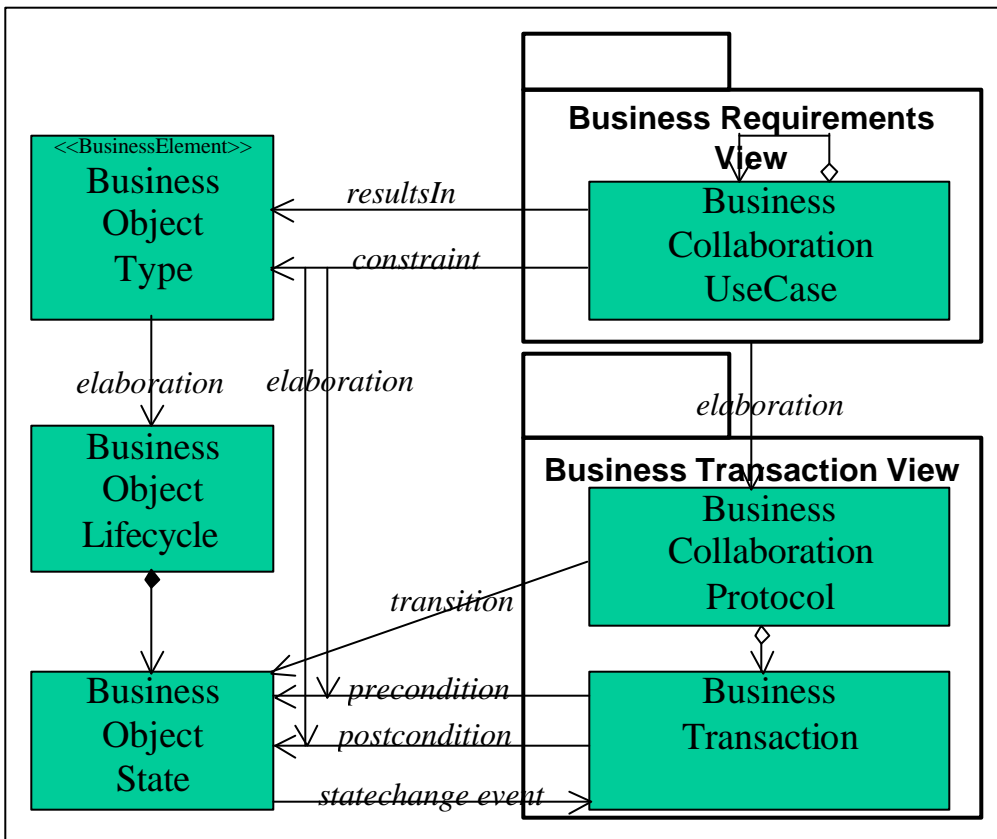 Business Requirements
View
<<BusinessElement>>
Business
Object
Type
resultsIn
constraint
Business
Collaboration
UseCase
elaboration
elaboration
elaboration
Business
Object
Lifecycle
Business Transaction View
Business
Collaboration
Protocol
transition
Business
Object
State
precondition
postcondition
statechange event
Business
Transaction